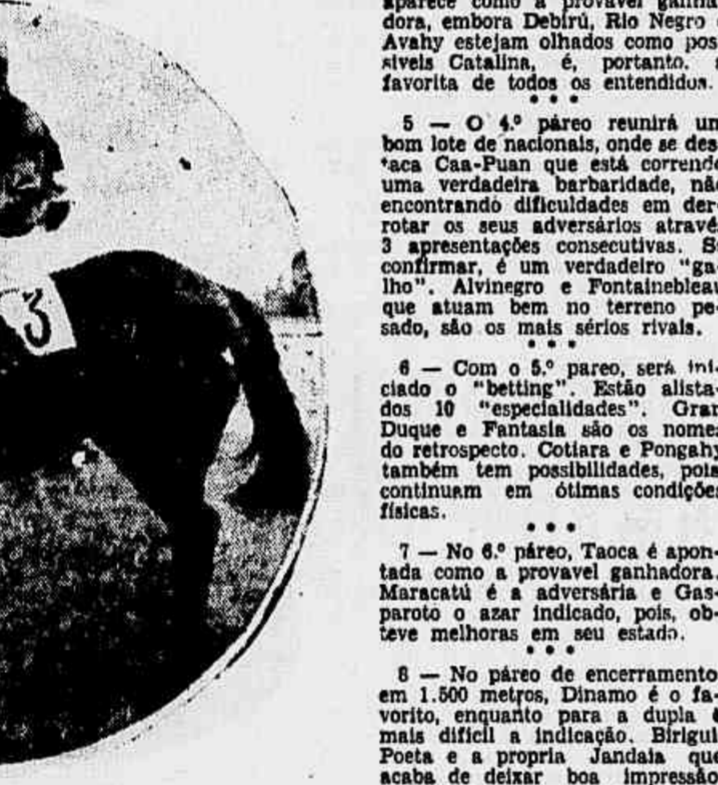 aparece como a provavel ganha-
dora, embora Debirú, Rio Negro
Avahy estejam olhados como pos
siveis Catalina, é, portanto.
favorita de todos os entendidos.
* * *
5 — O 4.º páreo reunirá um
bom lote de nacionais, onde se des
taca Caa-Puan que está correndo
uma verdadeira barbaridade, não
encontrando dificuldades em der-
rotar os seus adversários atravé
3 apresentações consecutivas. Se
confirmar, é um verdadeiro "ga
lho". Alvinegro e Fontainebleau
que atuam bem no terreno pe-
sado, são os mais sérios rivais.
* * *
6 — Com o 5.º pareo, será ini-
ciado o "betting". Estão alista-
dos 10 "especialidades". Gran
Duque e Fantasia são os nomes
do retrospecto. Cotiara e Pongahy
também tem possibilidades, pois
continuam em ótimas condições
físicas.
* * *
7 — No 6.º páreo, Taoca é apon-
tada como a provavel ganhadora.
Maracatú é a adversária e Gas-
paroto o azar indicado, pois, ob-
teve melhoras em seu estado.
* * *
8 — No páreo de encerramento
em 1.500 metros, Dinamo é o fa-
vorito, enquanto para a dupla é
mais dificil a indicação. Birigui
Poeta e a propria Jandaia que
acaba de deixar boa impressão
3